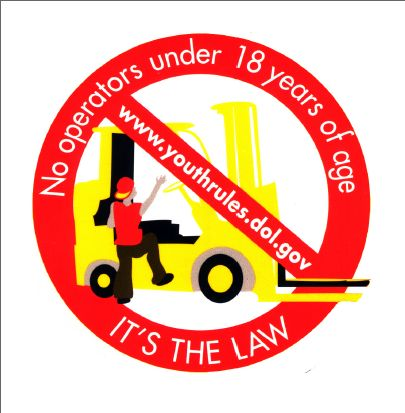 No operators under 18 years of age
www.youthrules.dol.gov
IT'S THE LAW